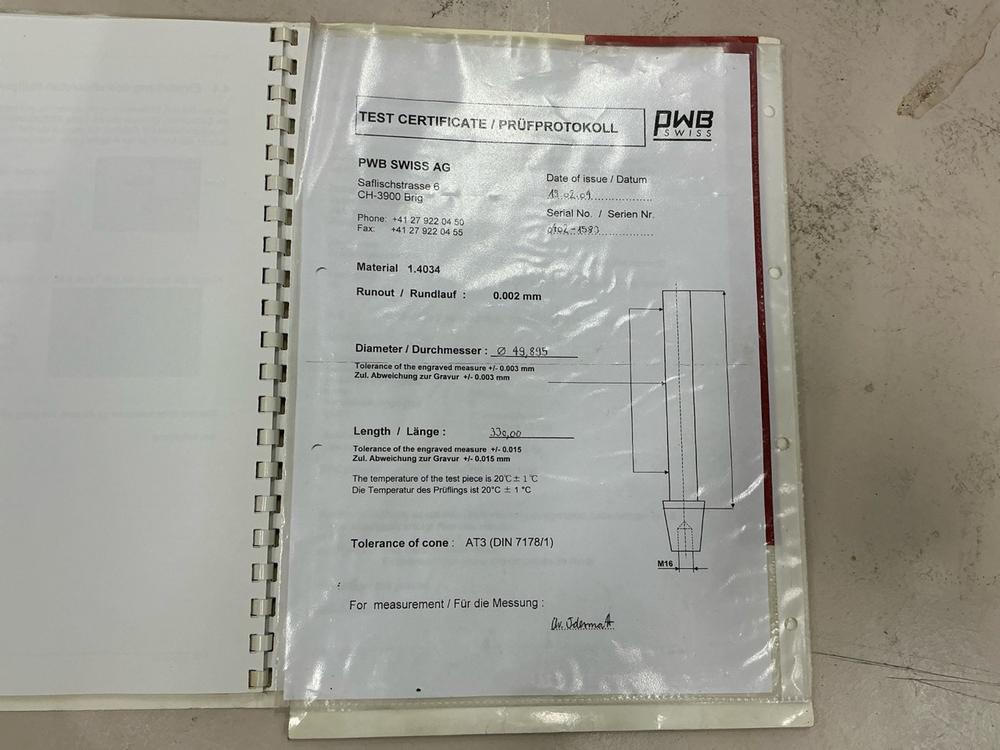 TEST CERTIFICATE / PRÜFPROTOKOLL
PWB
SWISS
PWB SWISS AG
Saflischstrasse 6
CH-3900 Brig
Phone: +41 27 922 04 50
Fax: +41 27 922 04 55
Date of issue / Datum
19.02.09
Serial No. / Serien Nr.
Material 1.4034
Runout / Rundlauf : 0.002 mm
Diameter / Durchmesser : Ø 49,895
Tolerance of the engraved measure +/- 0.003 mm
Zul. Abweichung zur Gravur +/- 0.003 mm
Length / Länge : 330,00
Tolerance of the engraved measure +/- 0.015
Zul. Abweichung zur Gravur +/- 0.015 mm
The temperature of the test piece is 20°C ± 1 °C
Die Temperatur des Prüflings ist 20°C ± 1 °C
Tolerance of cone : AT3 (DIN 7178/1)
M16
For measurement / Für die Messung :